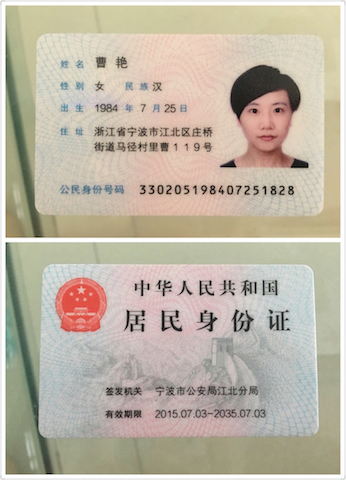 姓名 曹艳
性别 女 民族 汉
出生 1984 年 7 月 25 日
住址 浙江省宁波市江北区庄桥
街道马径村里曹119号
公民身份号码 330205198407251828
中华人民共和国
居民身份证
签发机关 宁波市公安局江北分局
有效期限 2015.07.03-2035.07.03